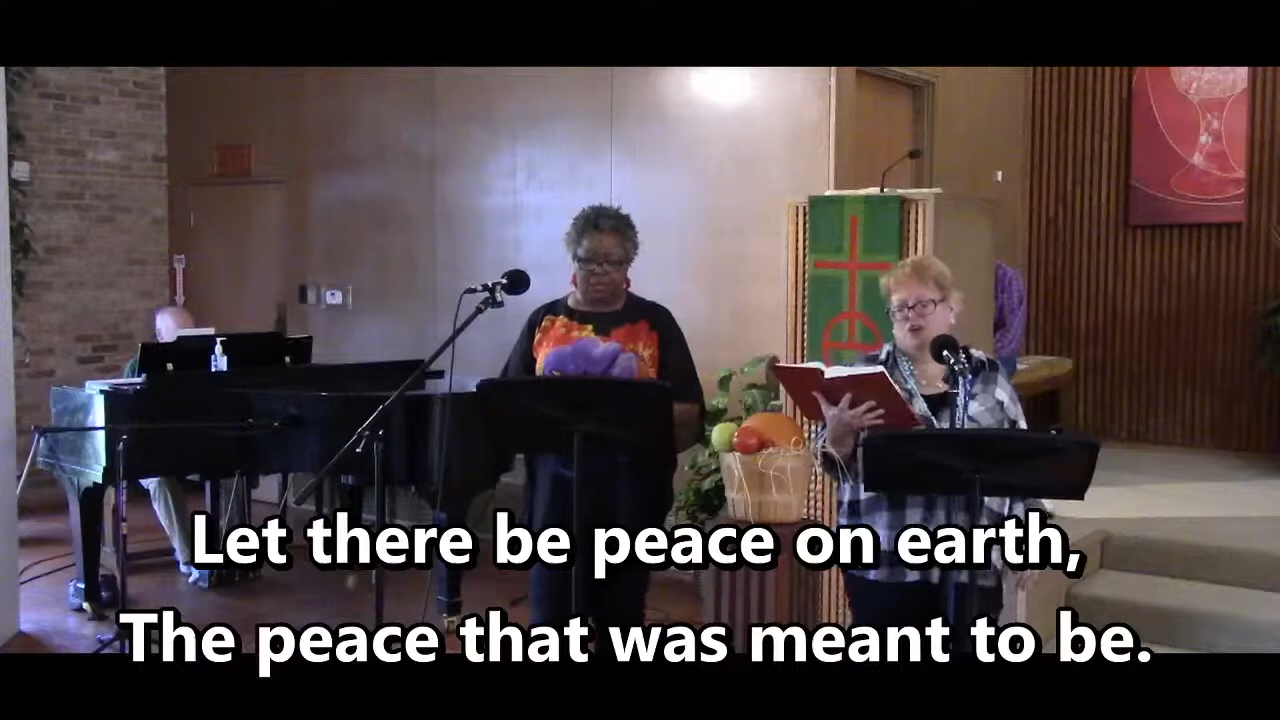 Let there be peace on earth,
The peace that was meant to be.